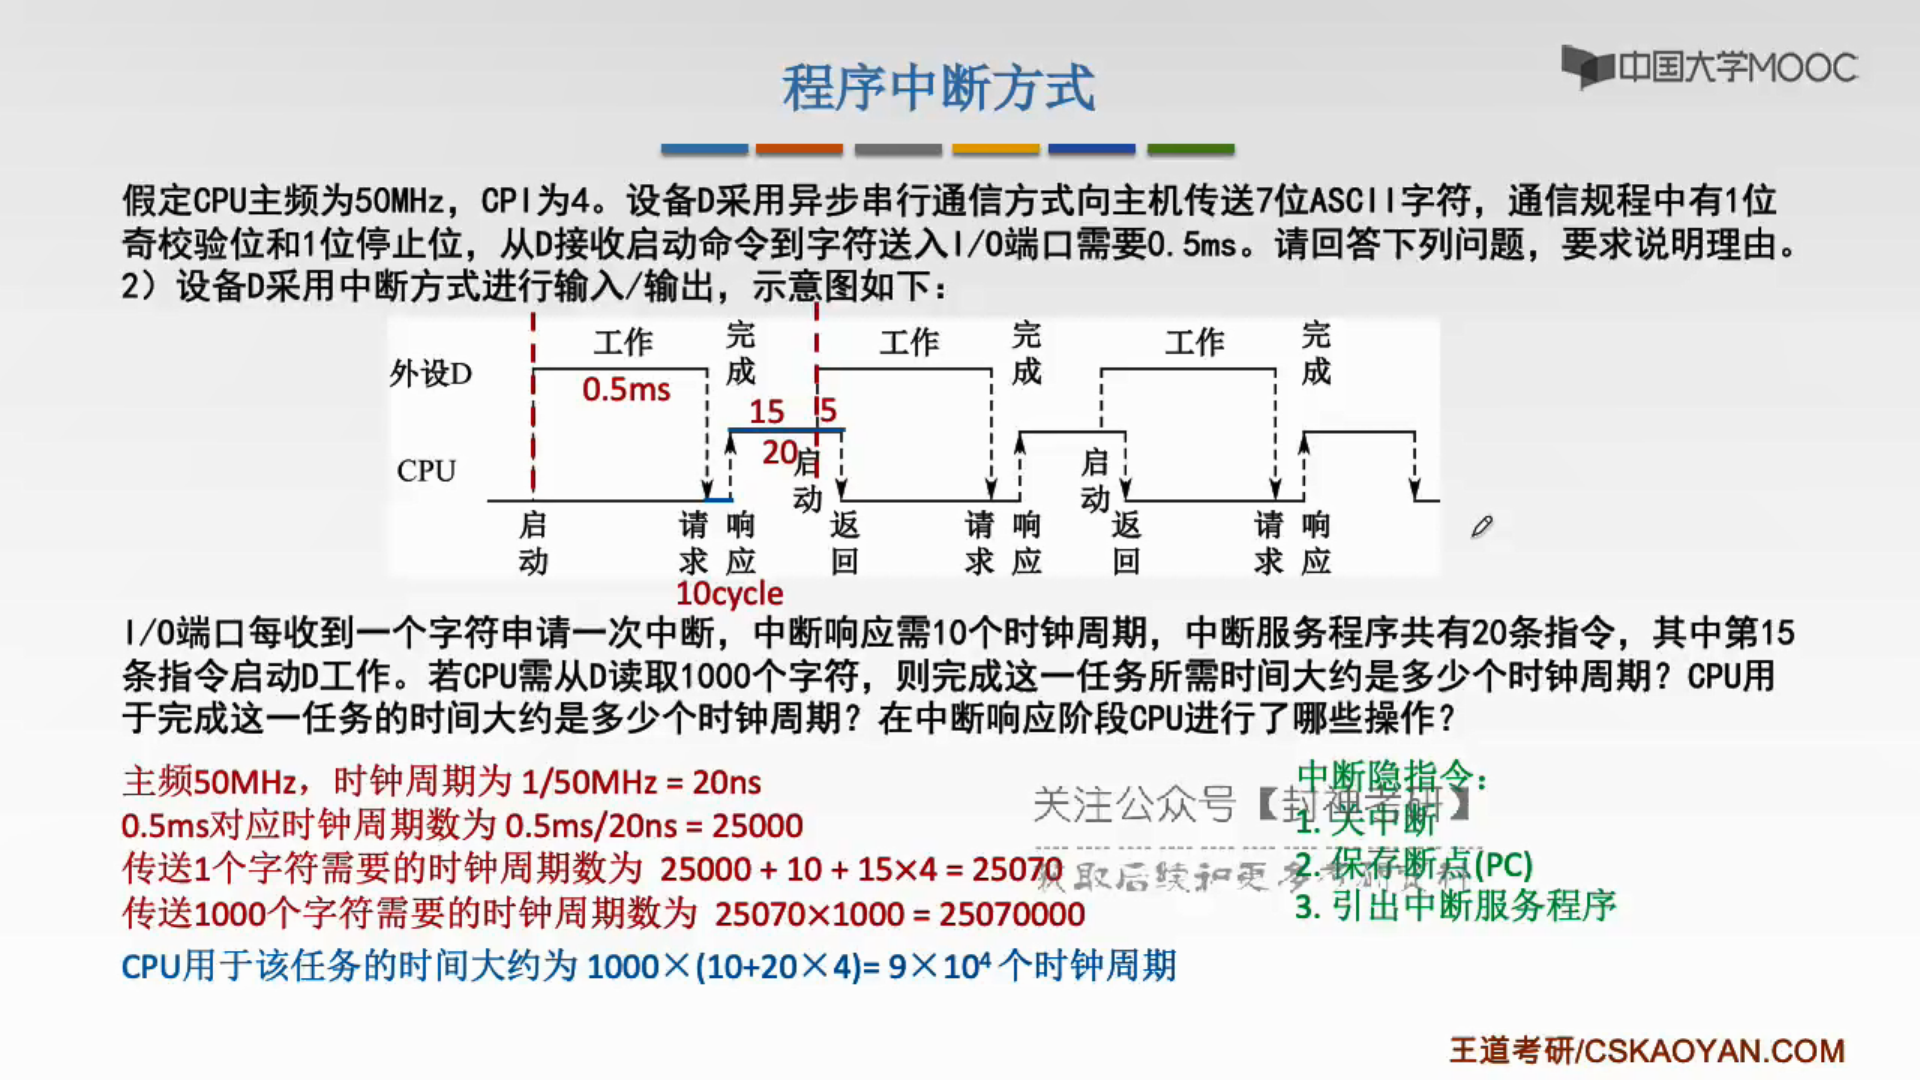 程序中断方式
中国大学MOOC
假定CPU主频为50MHz，CPI为4。设备D采用异步串行通信方式向主机传送7位ASCII字符，通信规程中有1位
奇校验位和1位停止位，从D接收启动命令到字符送入I/O端口需要0.5ms。请回答下列问题，要求说明理由。
2）设备D采用中断方式进行输入/输出，示意图如下：
工作 完成 工作 完成 工作 完成
外设D
0.5ms
15 5
20
CPU
启动 启动
启动 请求 响应 返回 请求 响应 返回 请求 响应
10cycle
I/O端口每收到一个字符申请一次中断，中断响应需10个时钟周期，中断服务程序共有20条指令，其中第15
条指令启动D工作。若CPU需从D读取1000个字符，则完成这一任务所需时间大约是多少个时钟周期？CPU用
于完成这一任务的时间大约是多少个时钟周期？在中断响应阶段CPU进行了哪些操作？
主频50MHz，时钟周期为 1/50MHz = 20ns
0.5ms对应时钟周期数为 0.5ms/20ns = 25000
传送1个字符需要的时钟周期数为 25000 + 10 + 15×4 = 25070
传送1000个字符需要的时钟周期数为 25070×1000 = 25070000
CPU用于该任务的时间大约为 1000×(10+20×4)= 9×10⁴ 个时钟周期
中断隐指令：
1. 关中断
2. 保存断点(PC)
3. 引出中断服务程序
关注公众号【封神考研】
获取后续和更多考研资料
王道考研/CSKAOYAN.COM